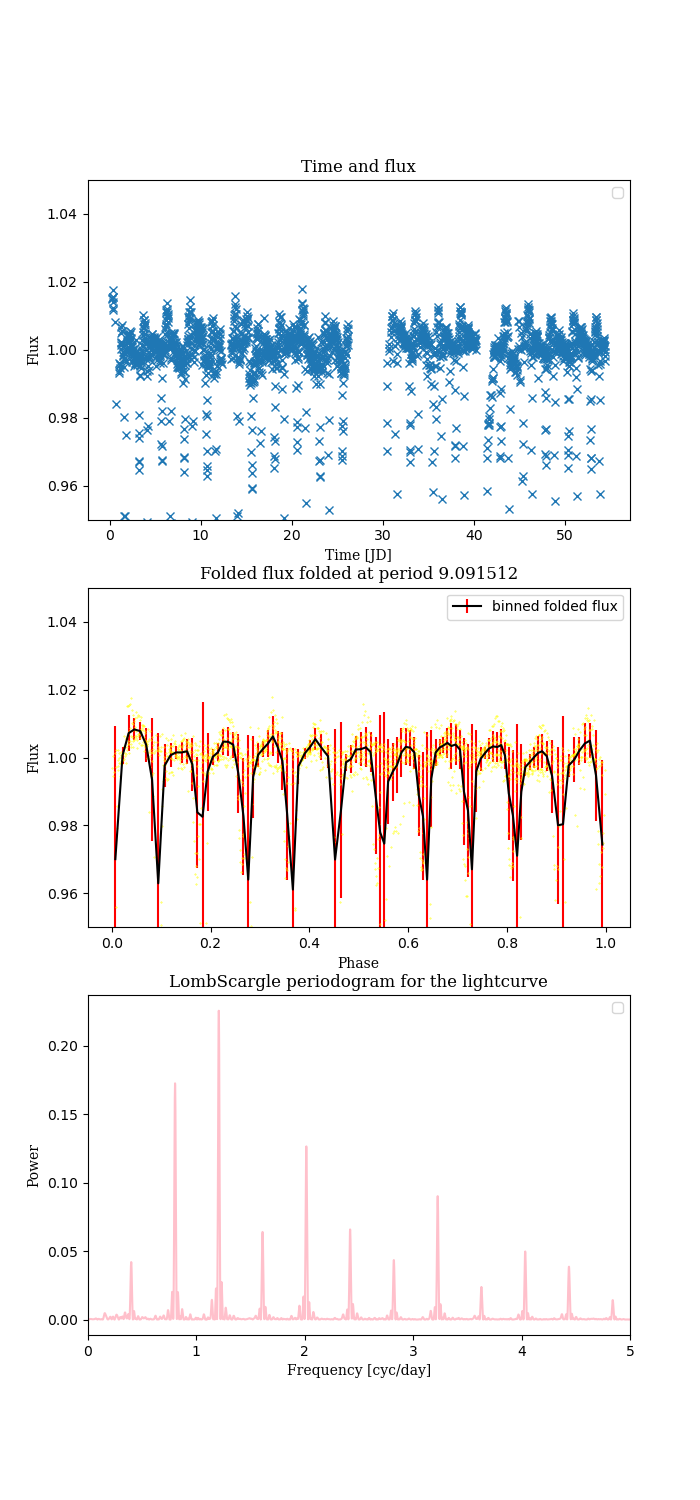 Time and flux
1.04
1.02
1.00
0.98
0.96
Flux
0 10 20 30 40 50
Time [JD]
Folded flux folded at period 9.091512
binned folded flux
1.04
1.02
1.00
0.98
0.96
Flux
0.0 0.2 0.4 0.6 0.8 1.0
Phase
LombScargle periodogram for the lightcurve
0.20
0.15
0.10
0.05
0.00
Power
0 1 2 3 4 5
Frequency [cyc/day]